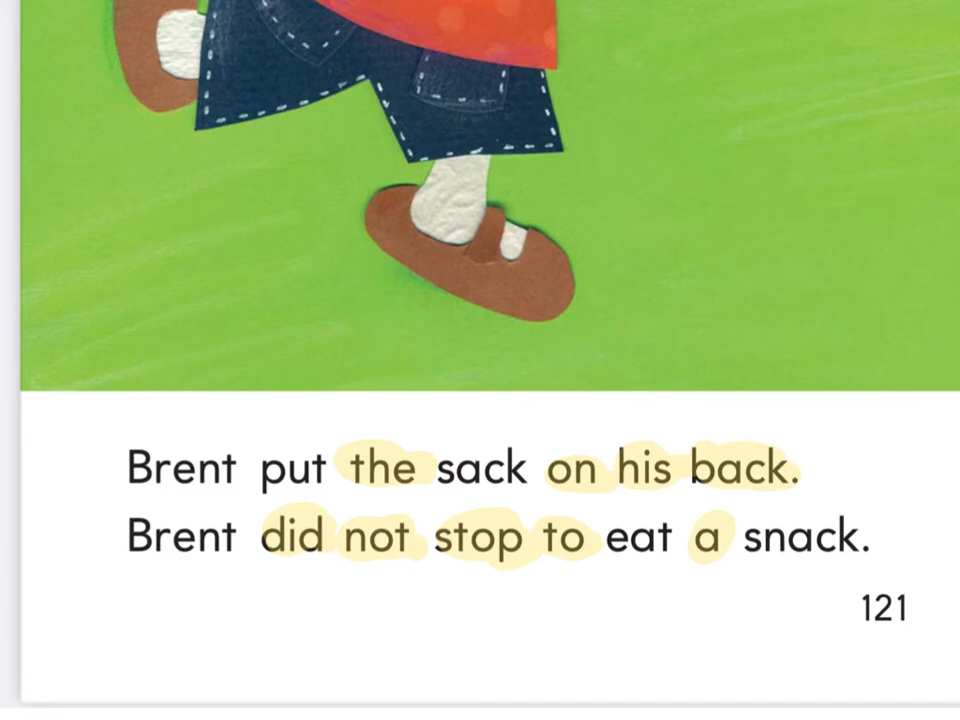 Brent put the sack on his back.
Brent did not stop to eat a snack.
121